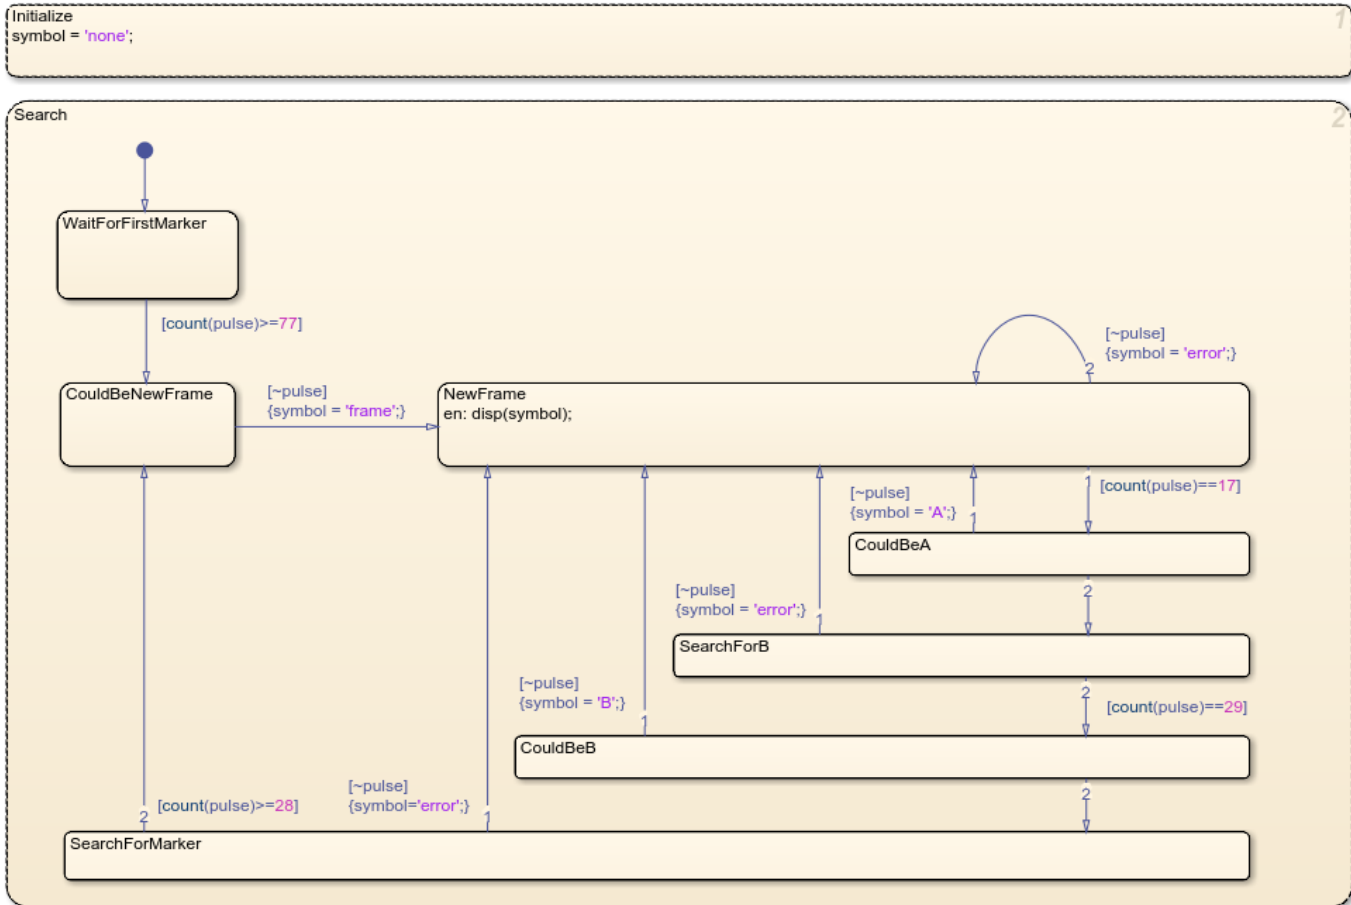 Initialize
1
symbol = 'none';
Search
2
WaitForFirstMarker
[count(pulse)>=77]
[~pulse]
{symbol = 'error';}
2
CouldBeNewFrame
[~pulse]
{symbol = 'frame';}
NewFrame
en: disp(symbol);
1
[count(pulse)==17]
[~pulse]
{symbol = 'A';}
1
CouldBeA
2
[~pulse]
{symbol = 'error';}
1
SearchForB
2
[count(pulse)==29]
[~pulse]
{symbol = 'B';}
1
CouldBeB
2
[count(pulse)>=28]
2
[~pulse]
{symbol='error';}
1
SearchForMarker